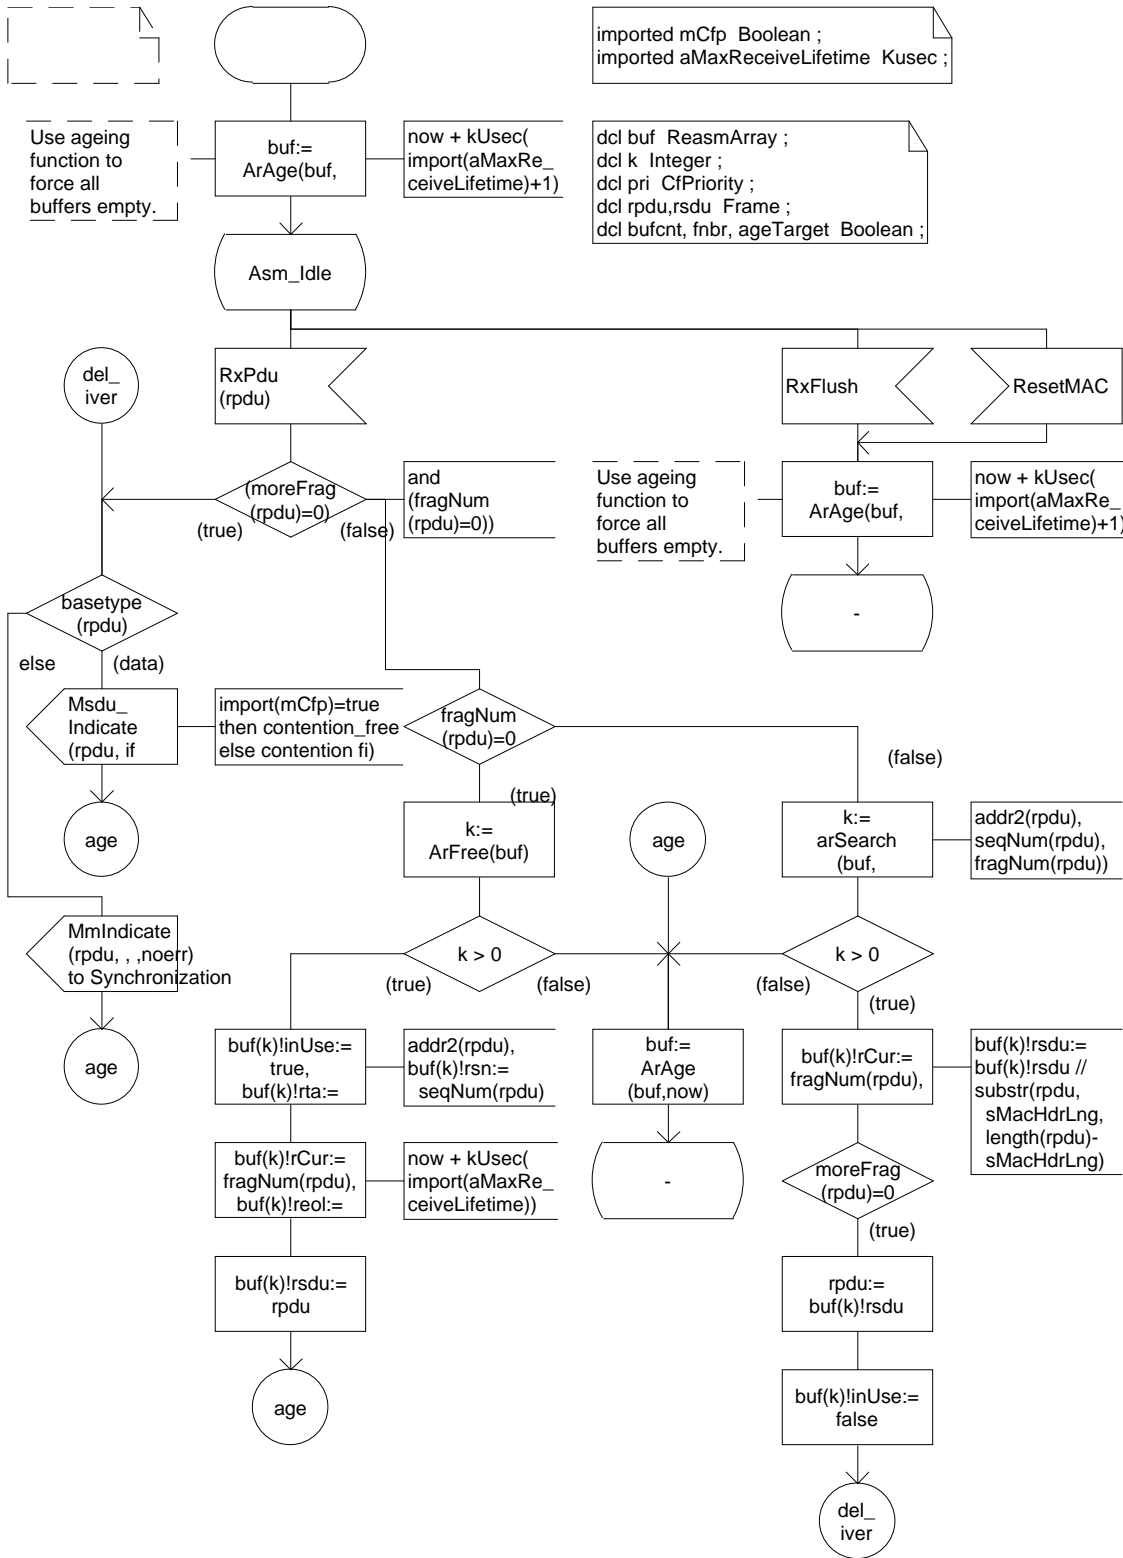 imported mCfp  Boolean ;
imported aMaxReceiveLifetime  Kusec ;
Use ageing
function to
force all
buffers empty.
buf:=
ArAge(buf,
now + kUsec(
import(aMaxRe_
ceiveLifetime)+1)
dcl buf  ReasmArray ;
dcl k  Integer ;
dcl pri  CfPriority ;
dcl rpdu,rsdu  Frame ;
dcl bufcnt, fnbr, ageTarget  Boolean ;
Asm_Idle
del_
iver
RxPdu
(rpdu)
RxFlush
ResetMAC
(moreFrag
(rpdu)=0)
(true)
(false)
and
(fragNum
(rpdu)=0))
Use ageing
function to
force all
buffers empty.
buf:=
ArAge(buf,
now + kUsec(
import(aMaxRe_
ceiveLifetime)+1)
-
basetype
(rpdu)
else
(data)
Msdu_
Indicate
(rpdu, if
import(mCfp)=true
then contention_free
else contention fi)
fragNum
(rpdu)=0
(false)
(true)
age
k:=
ArFree(buf)
age
k:=
arSearch
(buf,
addr2(rpdu),
seqNum(rpdu),
fragNum(rpdu))
MmIndicate
(rpdu, , ,noerr)
to Synchronization
k > 0
(true)
(false)
k > 0
(false)
(true)
age
buf(k)!inUse:=
true,
buf(k)!rta:=
addr2(rpdu),
buf(k)!rsn:=
seqNum(rpdu)
buf:=
ArAge
(buf,now)
buf(k)!rCur:=
fragNum(rpdu),
buf(k)!rsdu:=
buf(k)!rsdu //
substr(rpdu,
sMacHdrLng,
length(rpdu)-
sMacHdrLng)
buf(k)!rCur:=
fragNum(rpdu),
buf(k)!reol:=
now + kUsec(
import(aMaxRe_
ceiveLifetime))
-
moreFrag
(rpdu)=0
(true)
buf(k)!rsdu:=
rpdu
rpdu:=
buf(k)!rsdu
age
buf(k)!inUse:=
false
del_
iver